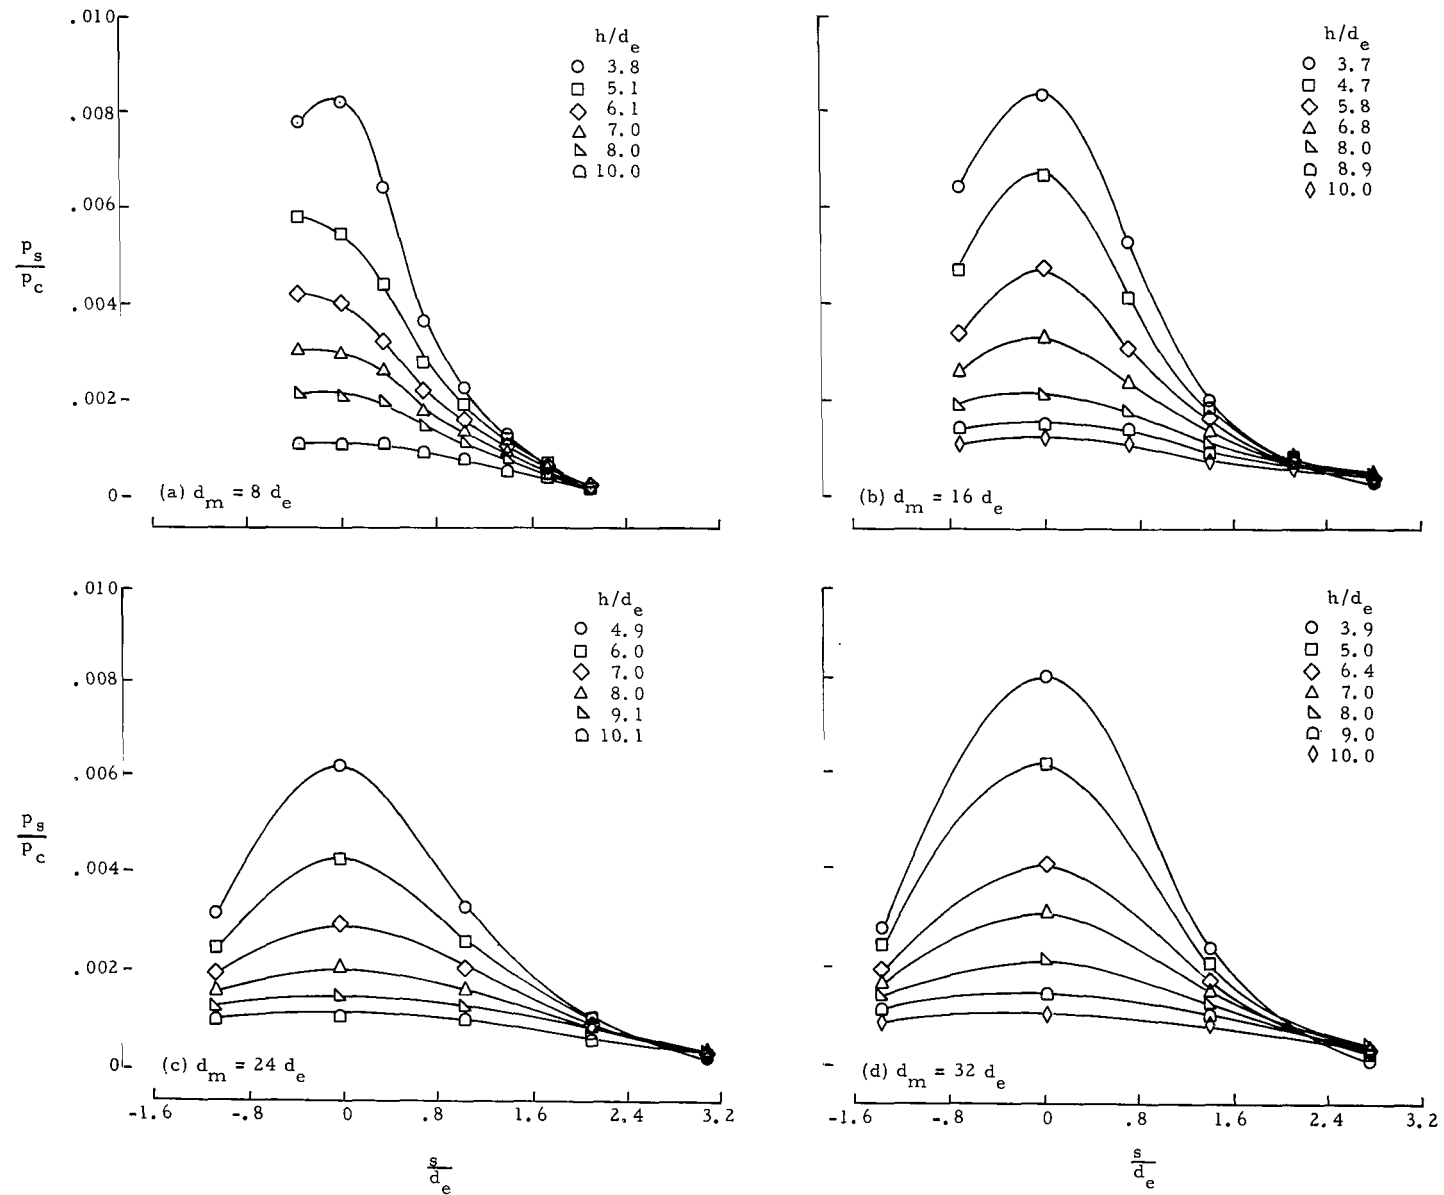 .010
.008
.006
.004
.002
0
p_s
p_c
h/d_e
3.8
5.1
6.1
7.0
8.0
10.0
(a) d_m = 8 d_e
h/d_e
3.7
4.7
5.8
6.8
8.0
8.9
10.0
(b) d_m = 16 d_e
.010
.008
.006
.004
.002
0
p_s
p_c
h/d_e
4.9
6.0
7.0
8.0
9.1
10.1
(c) d_m = 24 d_e
-1.6 -.8 0 .8 1.6 2.4 3.2
s
d_e
h/d_e
3.9
5.0
6.4
7.0
8.0
9.0
10.0
(d) d_m = 32 d_e
-1.6 -.8 0 .8 1.6 2.4 3.2
s
d_e